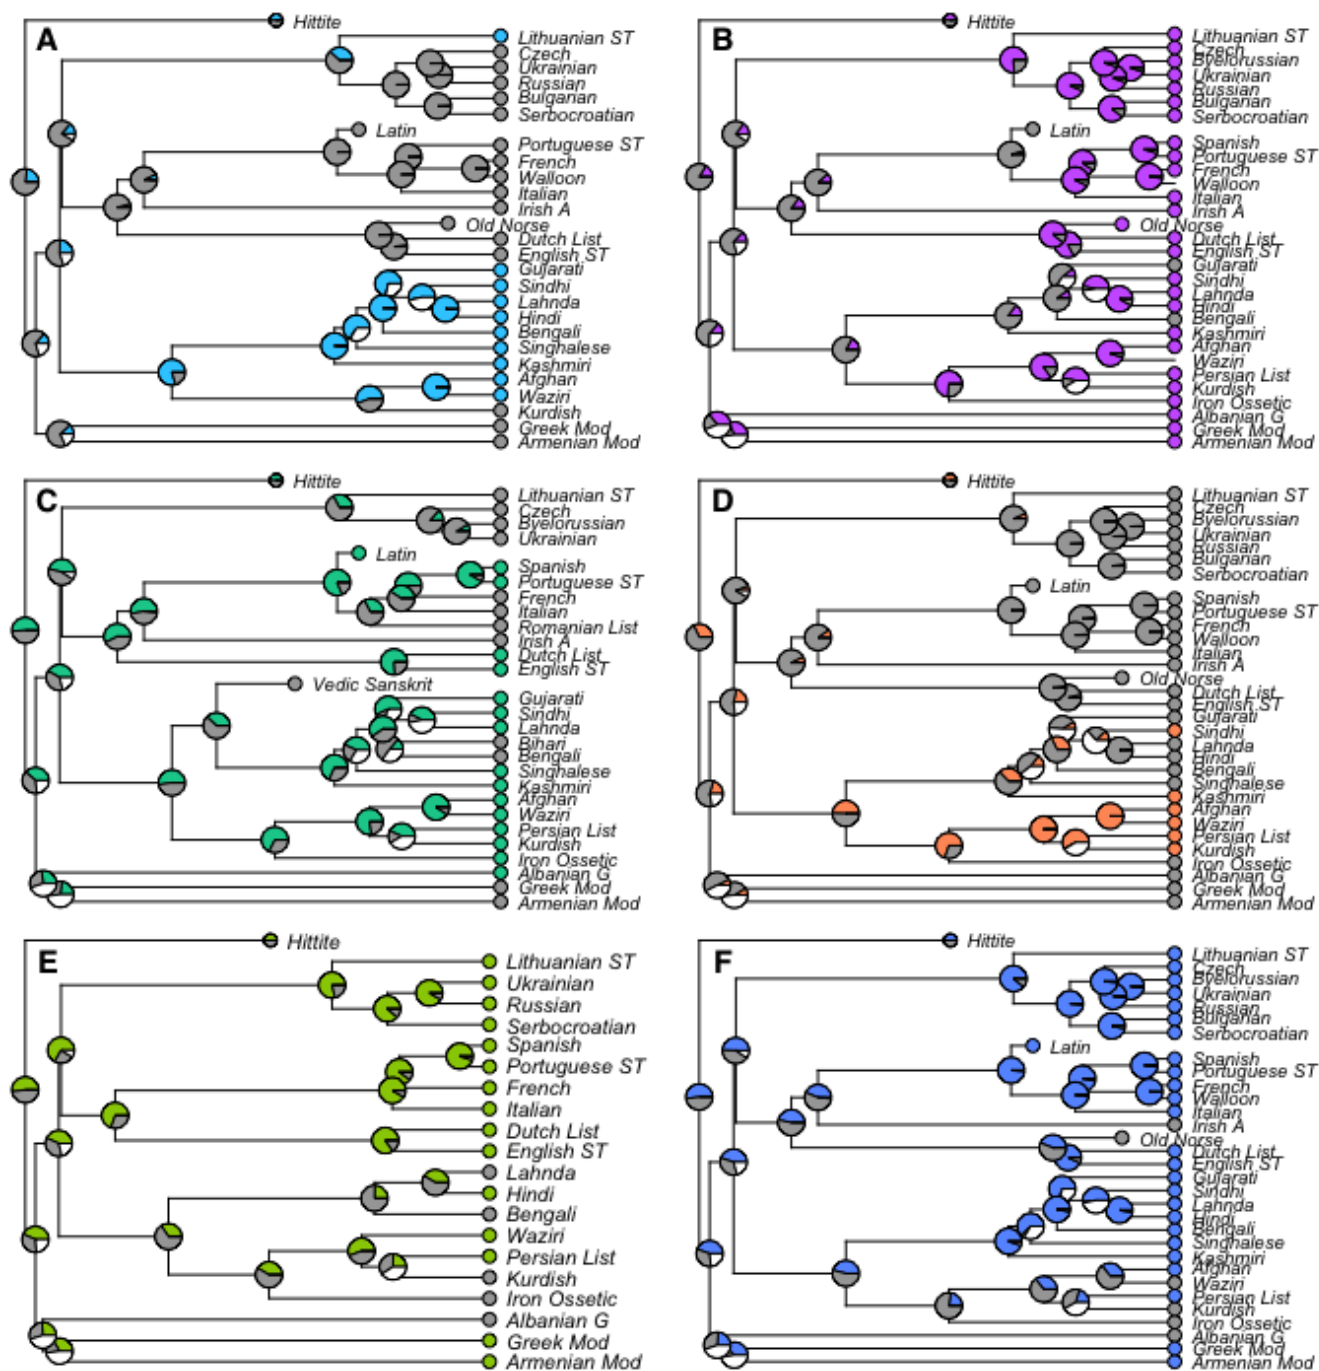 A
Hittite
Lithuanian ST
Czech
Ukrainian
Russian
Bulgarian
Serbocroatian
Latin
Portuguese ST
French
Walloon
Italian
Irish A
Old Norse
Dutch List
English ST
Gujarati
Sindhi
Lahnda
Hindi
Bengali
Singhalese
Kashmiri
Afghan
Waziri
Kurdish
Greek Mod
Armenian Mod
B
Hittite
Lithuanian ST
Czech
Byelorussian
Ukrainian
Russian
Bulgarian
Serbocroatian
Latin
Spanish
Portuguese ST
French
Walloon
Italian
Irish A
Old Norse
Dutch List
English ST
Gujarati
Sindhi
Lahnda
Hindi
Bengali
Kashmiri
Afghan
Waziri
Persian List
Kurdish
Iron Ossetic
Albanian G
Greek Mod
Armenian Mod
C
Hittite
Lithuanian ST
Czech
Byelorussian
Ukrainian
Latin
Spanish
Portuguese ST
French
Italian
Romanian List
Irish A
Dutch List
English ST
Vedic Sanskrit
Gujarati
Sindhi
Lahnda
Bihari
Bengali
Singhalese
Kashmiri
Afghan
Waziri
Persian List
Kurdish
Iron Ossetic
Albanian G
Greek Mod
Armenian Mod
D
Hittite
Lithuanian ST
Czech
Byelorussian
Ukrainian
Russian
Bulgarian
Serbocroatian
Latin
Spanish
Portuguese ST
French
Walloon
Italian
Irish A
Old Norse
Dutch List
English ST
Gujarati
Sindhi
Lahnda
Hindi
Bengali
Singhalese
Kashmiri
Afghan
Waziri
Persian List
Kurdish
Iron Ossetic
Albanian G
Greek Mod
Armenian Mod
E
Hittite
Lithuanian ST
Ukrainian
Russian
Serbocroatian
Spanish
Portuguese ST
French
Italian
Dutch List
English ST
Lahnda
Hindi
Bengali
Waziri
Persian List
Kurdish
Iron Ossetic
Albanian G
Greek Mod
Armenian Mod
F
Hittite
Lithuanian ST
Czech
Byelorussian
Ukrainian
Russian
Bulgarian
Serbocroatian
Latin
Spanish
Portuguese ST
French
Walloon
Italian
Irish A
Old Norse
Dutch List
English ST
Gujarati
Sindhi
Lahnda
Hindi
Bengali
Singhalese
Kashmiri
Afghan
Waziri
Persian List
Kurdish
Iron Ossetic
Albanian G
Greek Mod
Armenian Mod